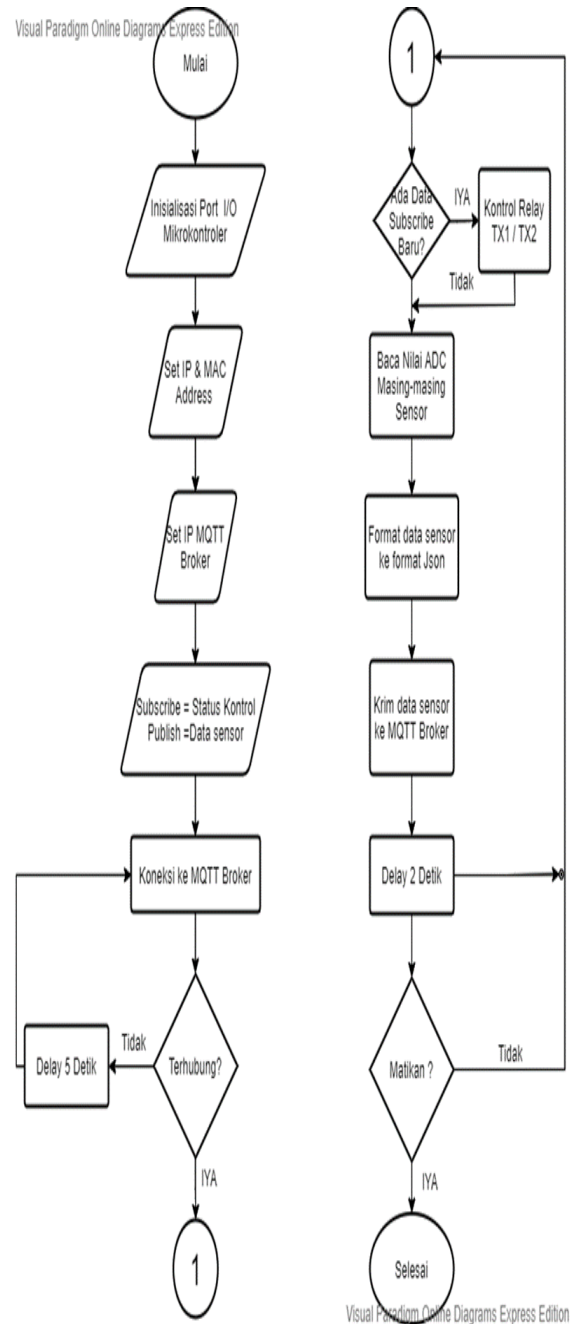 Visual Paradigm Online Diagrams Express Edition
Mulai
Inisialisasi Port I/O
Mikrokontroler
Set IP & MAC
Address
Set IP MQTT
Broker
Subscribe = Status Kontrol
Publish =Data sensor
Koneksi ke MQTT Broker
Terhubung?
Tidak
Delay 5 Detik
IYA
1
1
Ada Data
Subscribe
Baru?
IYA
Kontrol Relay
TX1 / TX2
Tidak
Baca Nilai ADC
Masing-masing
Sensor
Format data sensor
ke format Json
Krim data sensor
ke MQTT Broker
Delay 2 Detik
Matikan ?
Tidak
IYA
Selesai
Visual Paradigm Online Diagrams Express Edition